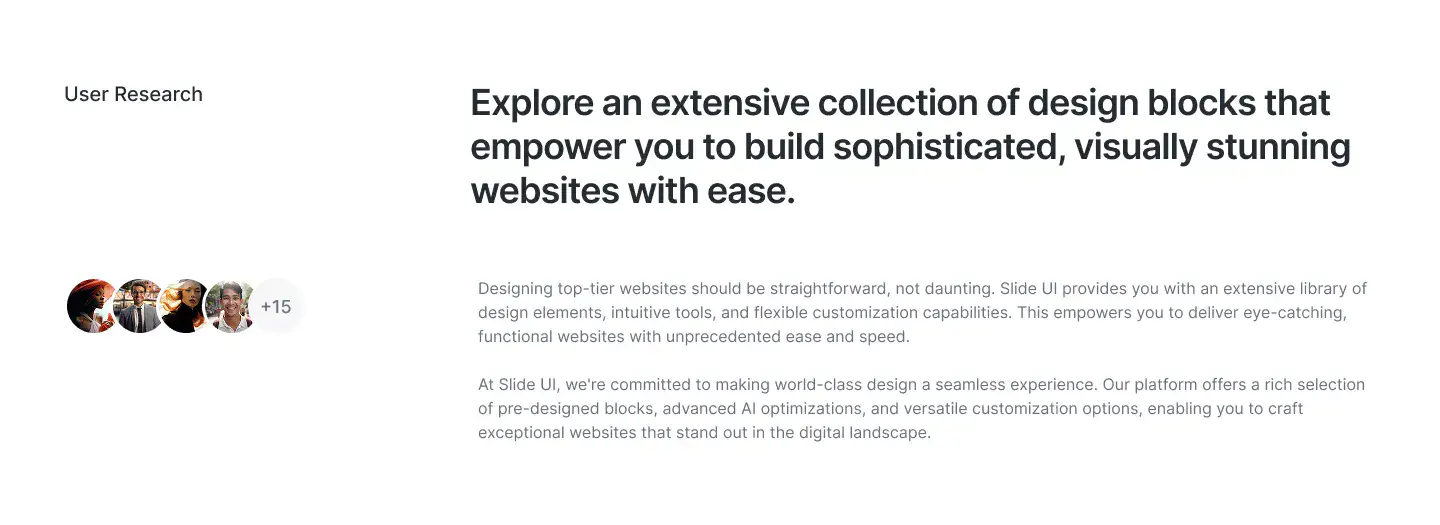 User Research
Explore an extensive collection of design blocks that
empower you to build sophisticated, visually stunning
websites with ease.
+15
Designing top-tier websites should be straightforward, not daunting. Slide UI provides you with an extensive library of
design elements, intuitive tools, and flexible customization capabilities. This empowers you to deliver eye-catching,
functional websites with unprecedented ease and speed.
At Slide UI, we're committed to making world-class design a seamless experience. Our platform offers a rich selection
of pre-designed blocks, advanced AI optimizations, and versatile customization options, enabling you to craft
exceptional websites that stand out in the digital landscape.